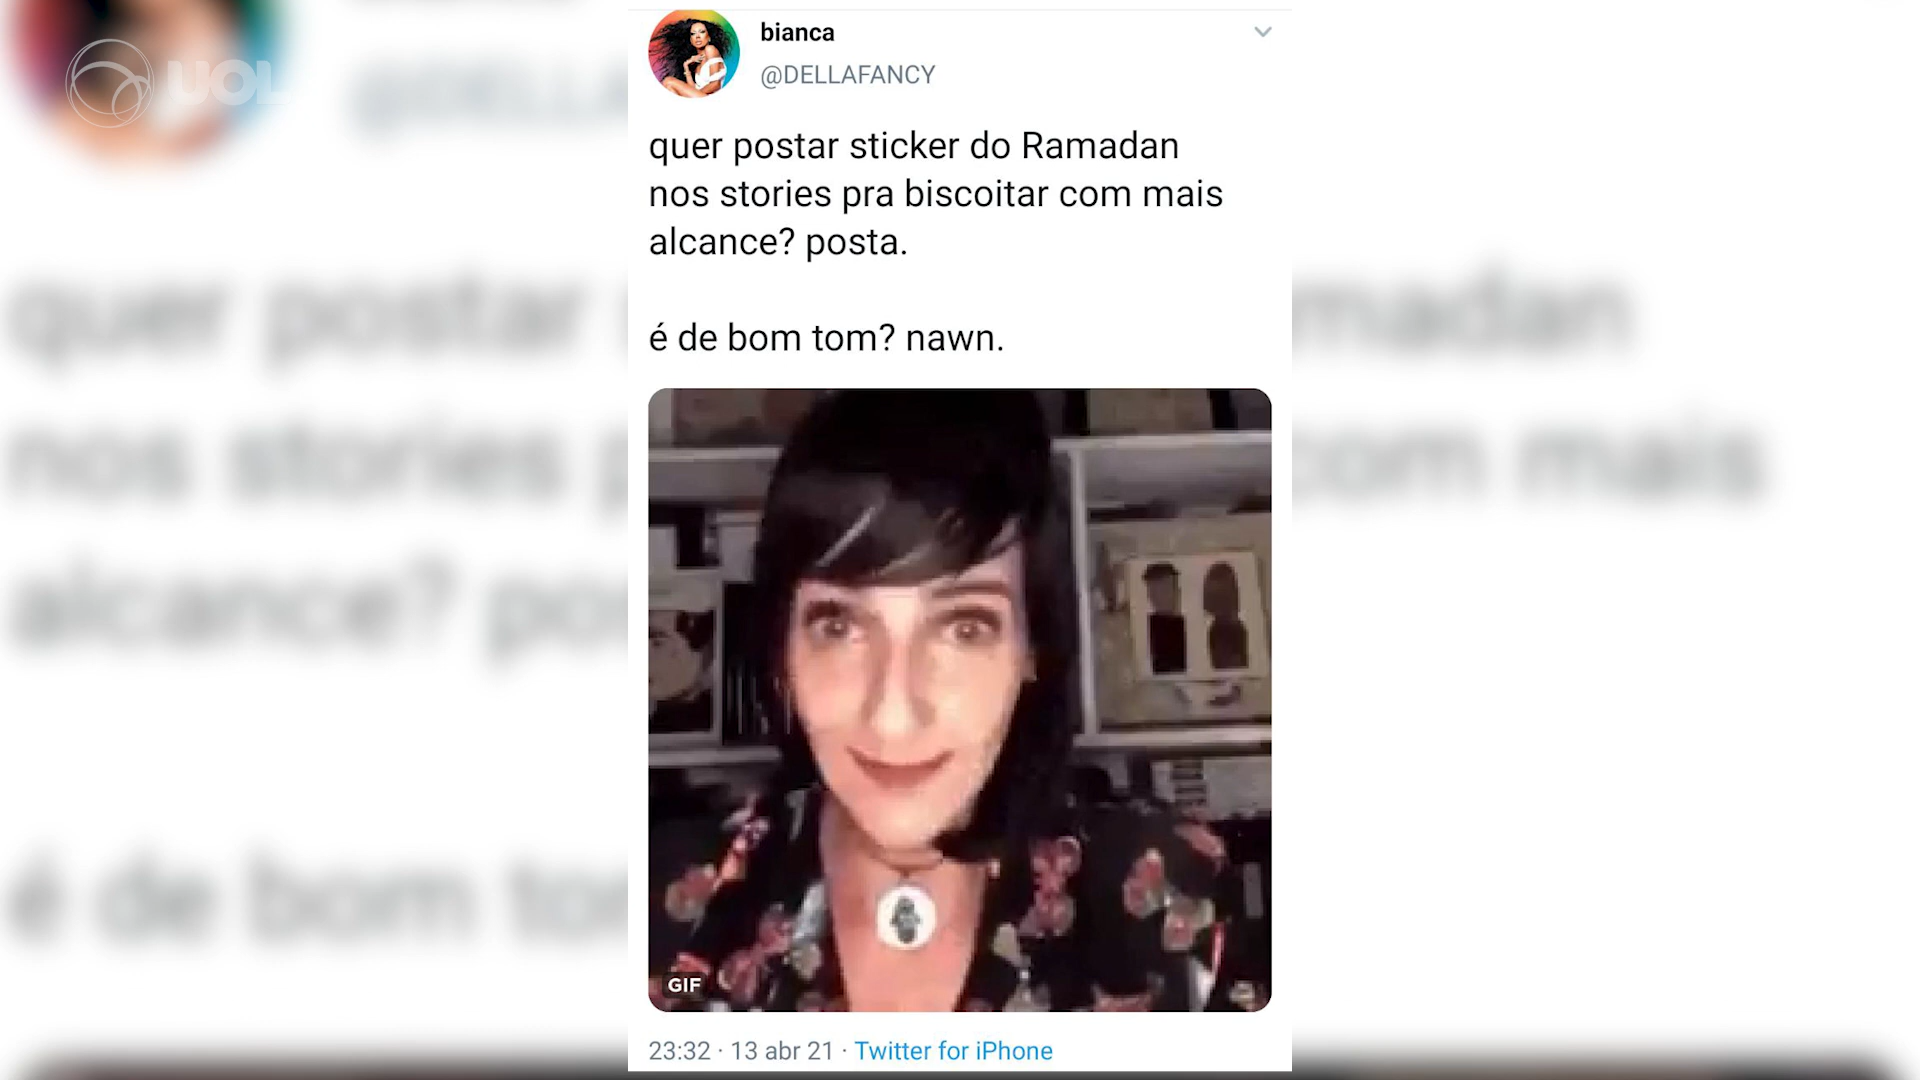 UOL
bianca
@DELLAFANCY
quer postar sticker do Ramadan
nos stories pra biscoitar com mais
alcance? posta.
é de bom tom? nawn.
GIF
23:32 · 13 abr 21 · Twitter for iPhone